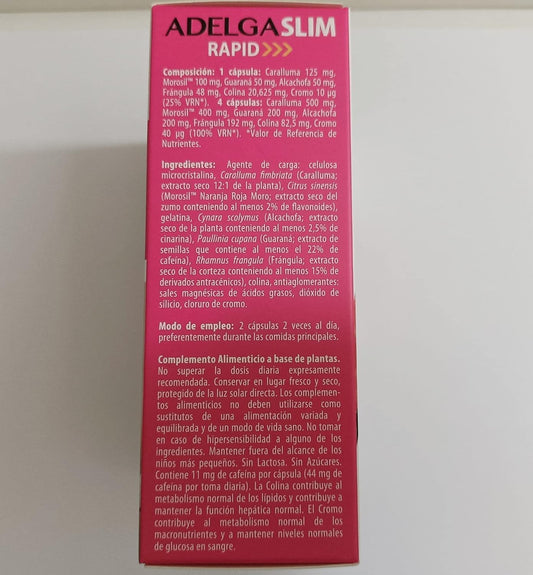 ADELGASLIM
RAPID>>>
Composición: 1 cápsula: Caralluma 125 mg,
Morosil™ 100 mg, Guaraná 50 mg, Alcachofa 50 mg,
Frángula 48 mg, Colina 20,625 mg, Cromo 10 µg
(25% VRN*). 4 cápsulas: Caralluma 500 mg,
Morosil™ 400 mg, Guaraná 200 mg, Alcachofa
200 mg, Frángula 192 mg, Colina 82,5 mg, Cromo
40 µg (100% VRN*). *Valor de Referencia de
Nutrientes.
Ingredientes: Agente de carga: celulosa
microcristalina, Caralluma fimbriata (Caralluma;
extracto seco 12:1 de la planta), Citrus sinensis
(Morosil™ Naranja Roja Moro; extracto seco del
zumo conteniendo al menos 2% de flavonoides),
gelatina, Cynara scolymus (Alcachofa; extracto
seco de la planta conteniendo al menos 2,5% de
cinarina), Paullinia cupana (Guaraná; extracto de
semillas que contiene al menos el 22% de
cafeína), Rhamnus frangula (Frángula; extracto
seco de la corteza conteniendo al menos 15% de
derivados antracénicos), colina, antiaglomerantes:
sales magnésicas de ácidos grasos, dióxido de
silicio, cloruro de cromo.
Modo de empleo: 2 cápsulas 2 veces al día,
preferentemente durante las comidas principales.
Complemento Alimenticio a base de plantas.
No superar la dosis diaria expresamente
recomendada. Conservar en lugar fresco y seco,
protegido de la luz solar directa. Los complemen-
tos alimenticios no deben utilizarse como
sustitutos de una alimentación variada y
equilibrada y de un modo de vida sano. No tomar
en caso de hipersensibilidad a alguno de los
ingredientes. Mantener fuera del alcance de los
niños más pequeños. Sin Lactosa. Sin Azúcares.
Contiene 11 mg de cafeína por cápsula (44 mg de
cafeína por toma diaria). La Colina contribuye al
metabolismo normal de los lípidos y contribuye a
mantener la función hepática normal. El Cromo
contribuye al metabolismo normal de los
macronutrientes y a mantener niveles normales
de glucosa en sangre.